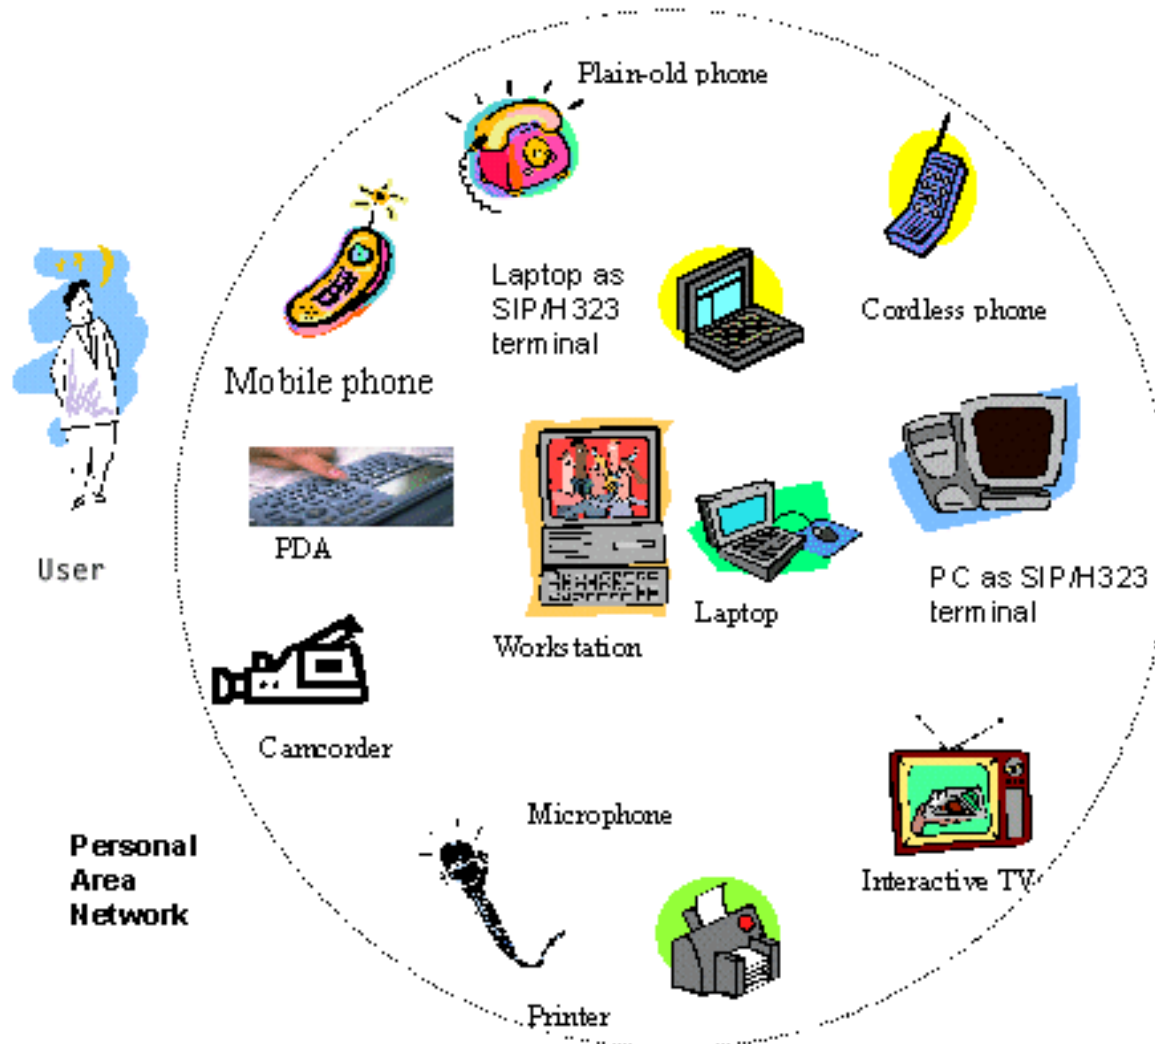 Plain-old phone
Laptop as
SIP/H323
terminal
Cordless phone
Mobile phone
PDA
User
PC as SIP/H323
terminal
Laptop
Workstation
Camcorder
Microphone
Personal
Area
Network
Interactive TV
Printer